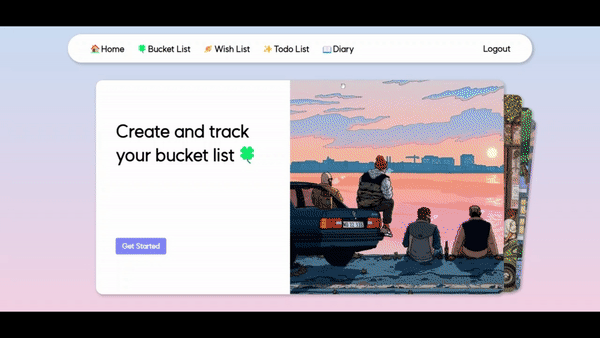 🏠Home 🍀Bucket List 🌠Wish List ✨Todo List 📖Diary Logout
Create and track
your bucket list 🍀
Get Started